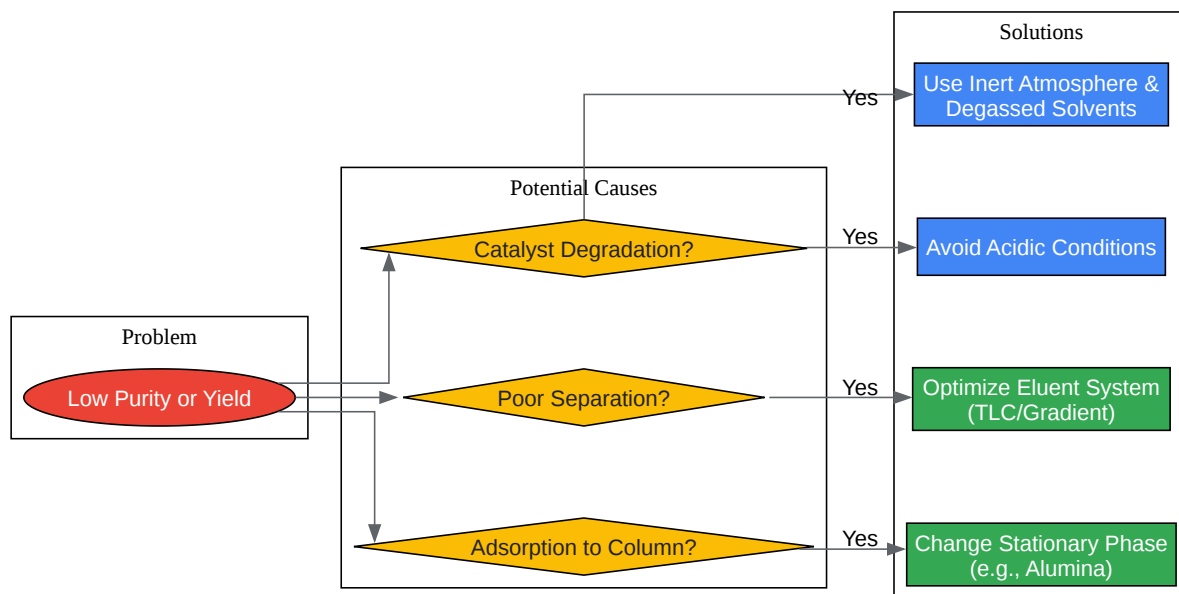 Solutions
Yes
Use Inert Atmosphere &
Degassed Solvents
Potential Causes
Catalyst Degradation?
Yes
Avoid Acidic Conditions
Problem
Low Purity or Yield
Poor Separation?
Yes
Optimize Eluent System
(TLC/Gradient)
Adsorption to Column?
Yes
Change Stationary Phase
(e.g., Alumina)